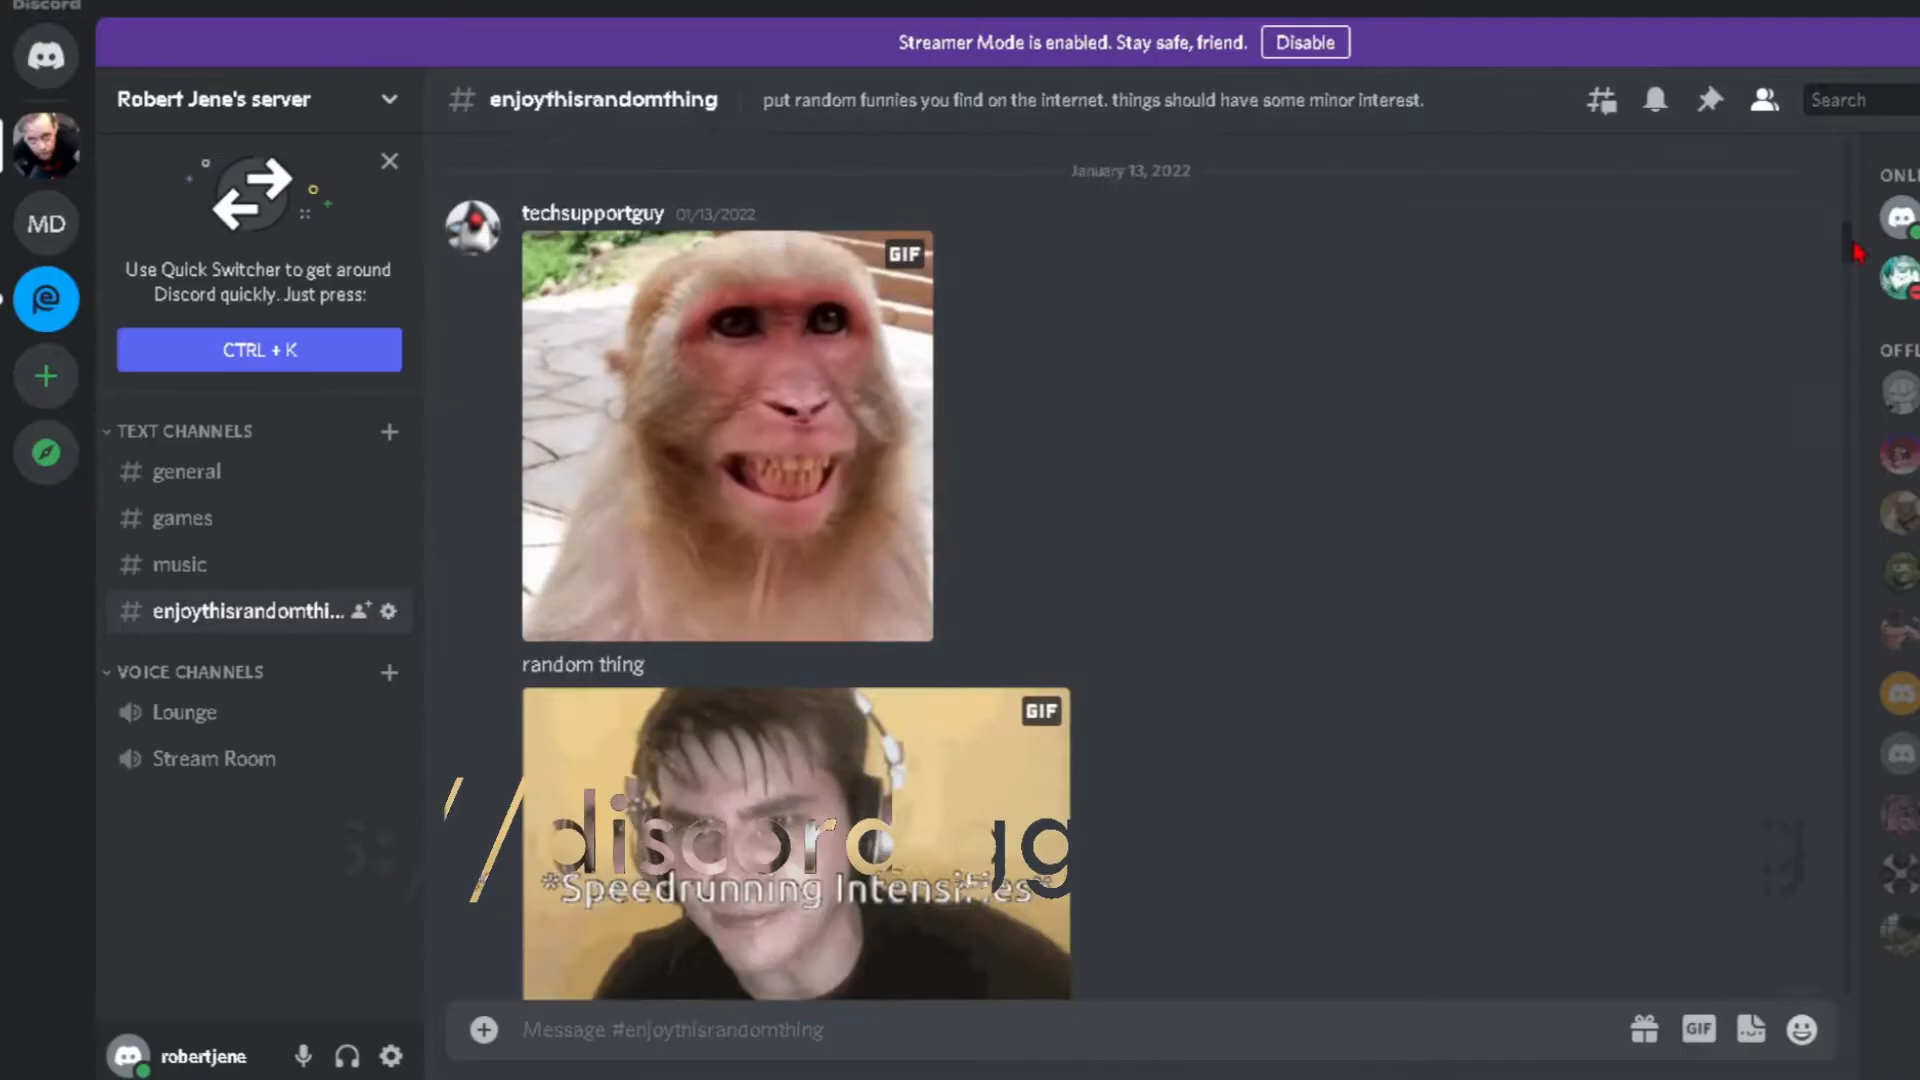 Discord
Streamer Mode is enabled. Stay safe, friend.
Disable
Robert Jene's server
enjoythisrandomthing
put random funnies you find on the internet. things should have some minor interest.
Search
January 13, 2022
ONLI
MD
Use Quick Switcher to get around
Discord quickly. Just press:
CTRL + K
techsupportguy 01/13/2022
GIF
OFFL
TEXT CHANNELS
# general
# games
# music
# enjoythisrandomthi...
random thing
GIF
VOICE CHANNELS
Lounge
Stream Room
//discord gg
*Speedrunning Intensifies*
Message #enjoythisrandomthing
GIF
robertjene